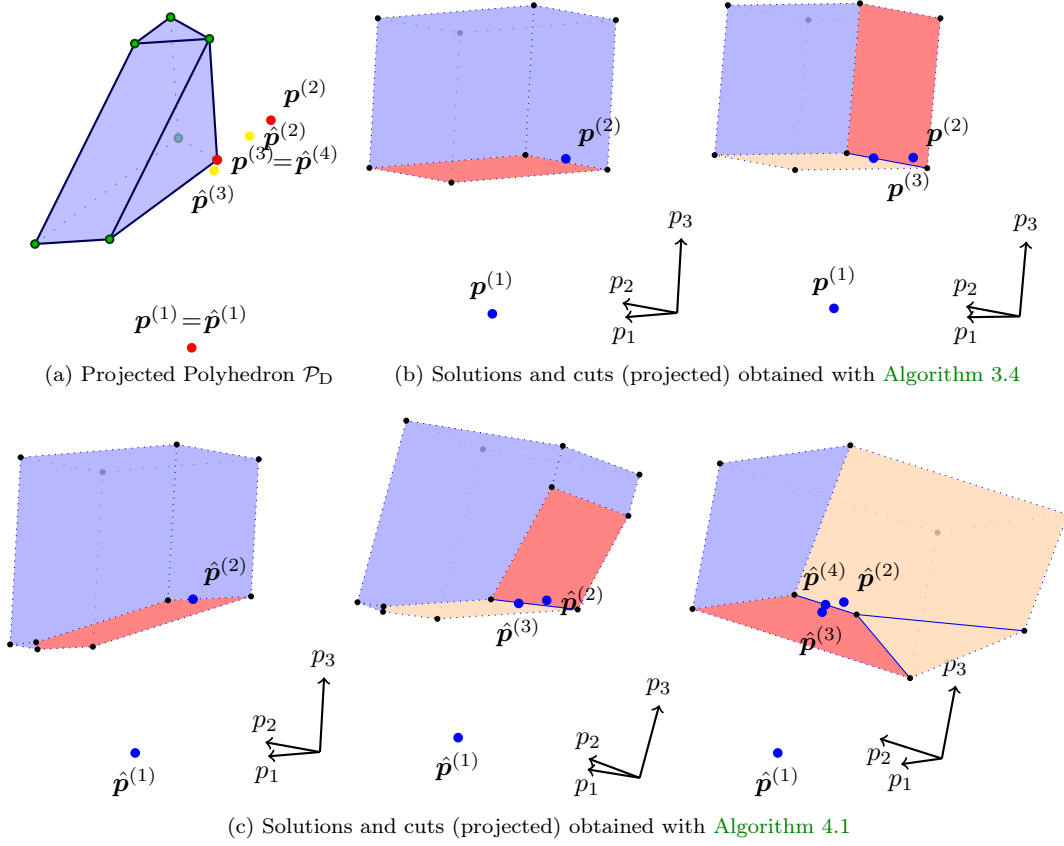 p^(2)
p̂^(2)
p^(3)=p̂^(4)
p̂^(3)
p^(1)=p̂^(1)
(a) Projected Polyhedron 𝒫_D
p^(2)
p^(1)
p_3
p_2
p_1
p^(2)
p^(3)
p^(1)
p_3
p_2
p_1
(b) Solutions and cuts (projected) obtained with Algorithm 3.4
p̂^(2)
p̂^(1)
p_3
p_2
p_1
p̂^(2)
p̂^(3)
p̂^(1)
p_3
p_2
p_1
p̂^(4)
p̂^(2)
p̂^(3)
p̂^(1)
p_3
p_2
p_1
(c) Solutions and cuts (projected) obtained with Algorithm 4.1